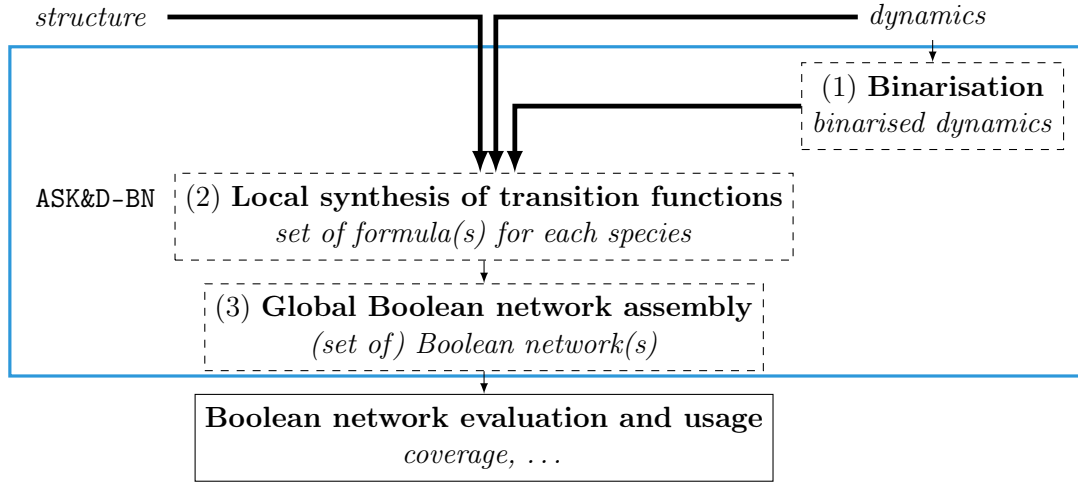 structure
dynamics
(1) Binarisation
binarised dynamics
ASK&D-BN
(2) Local synthesis of transition functions
set of formula(s) for each species
(3) Global Boolean network assembly
(set of) Boolean network(s)
Boolean network evaluation and usage
coverage, ...